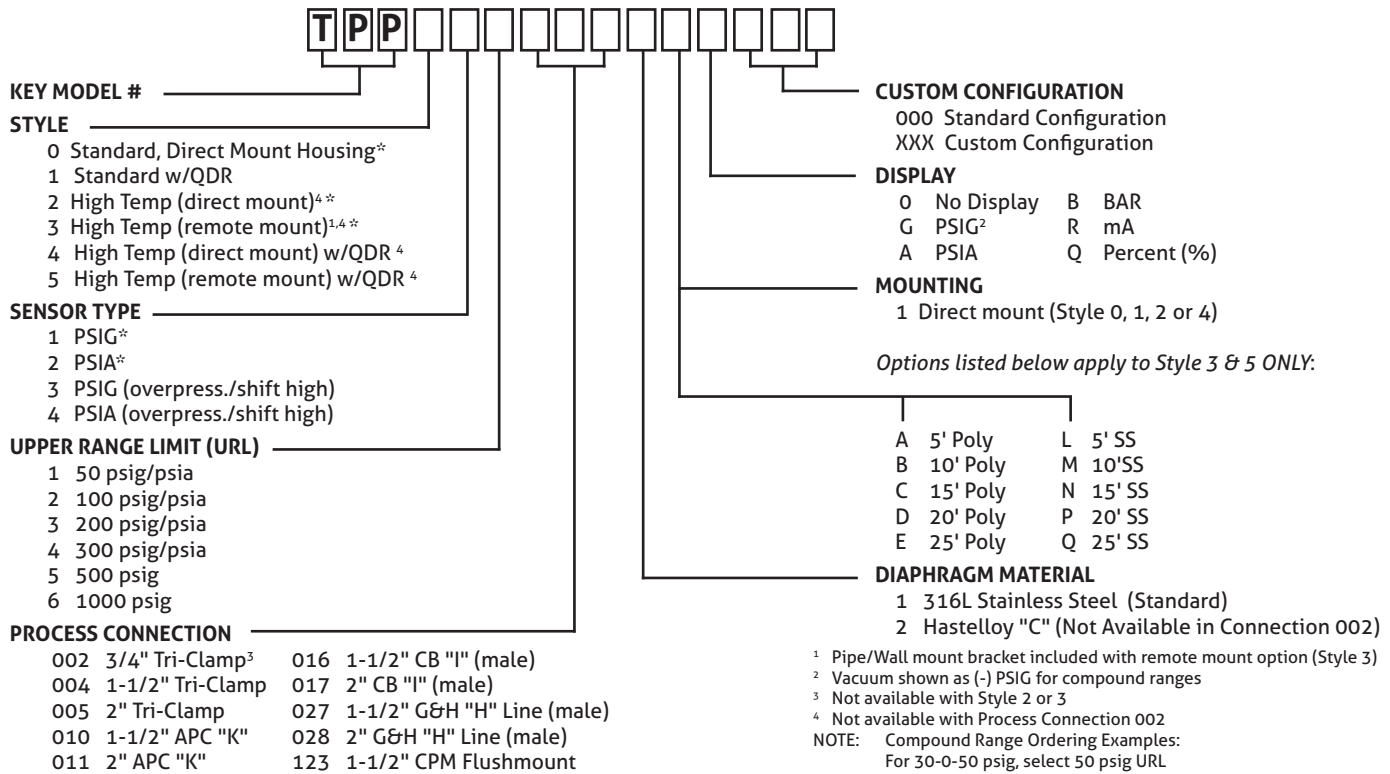 TPP
KEY MODEL #
STYLE
0 Standard, Direct Mount Housing*
1 Standard w/QDR
2 High Temp (direct mount)⁴ *
3 High Temp (remote mount)¹,⁴ *
4 High Temp (direct mount) w/QDR ⁴
5 High Temp (remote mount) w/QDR ⁴
SENSOR TYPE
1 PSIG*
2 PSIA*
3 PSIG (overpress./shift high)
4 PSIA (overpress./shift high)
UPPER RANGE LIMIT (URL)
1 50 psig/psia
2 100 psig/psia
3 200 psig/psia
4 300 psig/psia
5 500 psig
6 1000 psig
PROCESS CONNECTION
002 3/4" Tri-Clamp³ 016 1-1/2" CB "I" (male)
004 1-1/2" Tri-Clamp 017 2" CB "I" (male)
005 2" Tri-Clamp 027 1-1/2" G&H "H" Line (male)
010 1-1/2" APC "K" 028 2" G&H "H" Line (male)
011 2" APC "K" 123 1-1/2" CPM Flushmount
CUSTOM CONFIGURATION
000 Standard Configuration
XXX Custom Configuration
DISPLAY
0 No Display B BAR
G PSIG² R mA
A PSIA Q Percent (%)
MOUNTING
1 Direct mount (Style 0, 1, 2 or 4)
Options listed below apply to Style 3 & 5 ONLY:
A 5' Poly L 5' SS
B 10' Poly M 10'SS
C 15' Poly N 15' SS
D 20' Poly P 20' SS
E 25' Poly Q 25' SS
DIAPHRAGM MATERIAL
1 316L Stainless Steel (Standard)
2 Hastelloy "C" (Not Available in Connection 002)
¹ Pipe/Wall mount bracket included with remote mount option (Style 3)
² Vacuum shown as (-) PSIG for compound ranges
³ Not available with Style 2 or 3
⁴ Not available with Process Connection 002
NOTE: Compound Range Ordering Examples:
For 30-0-50 psig, select 50 psig URL